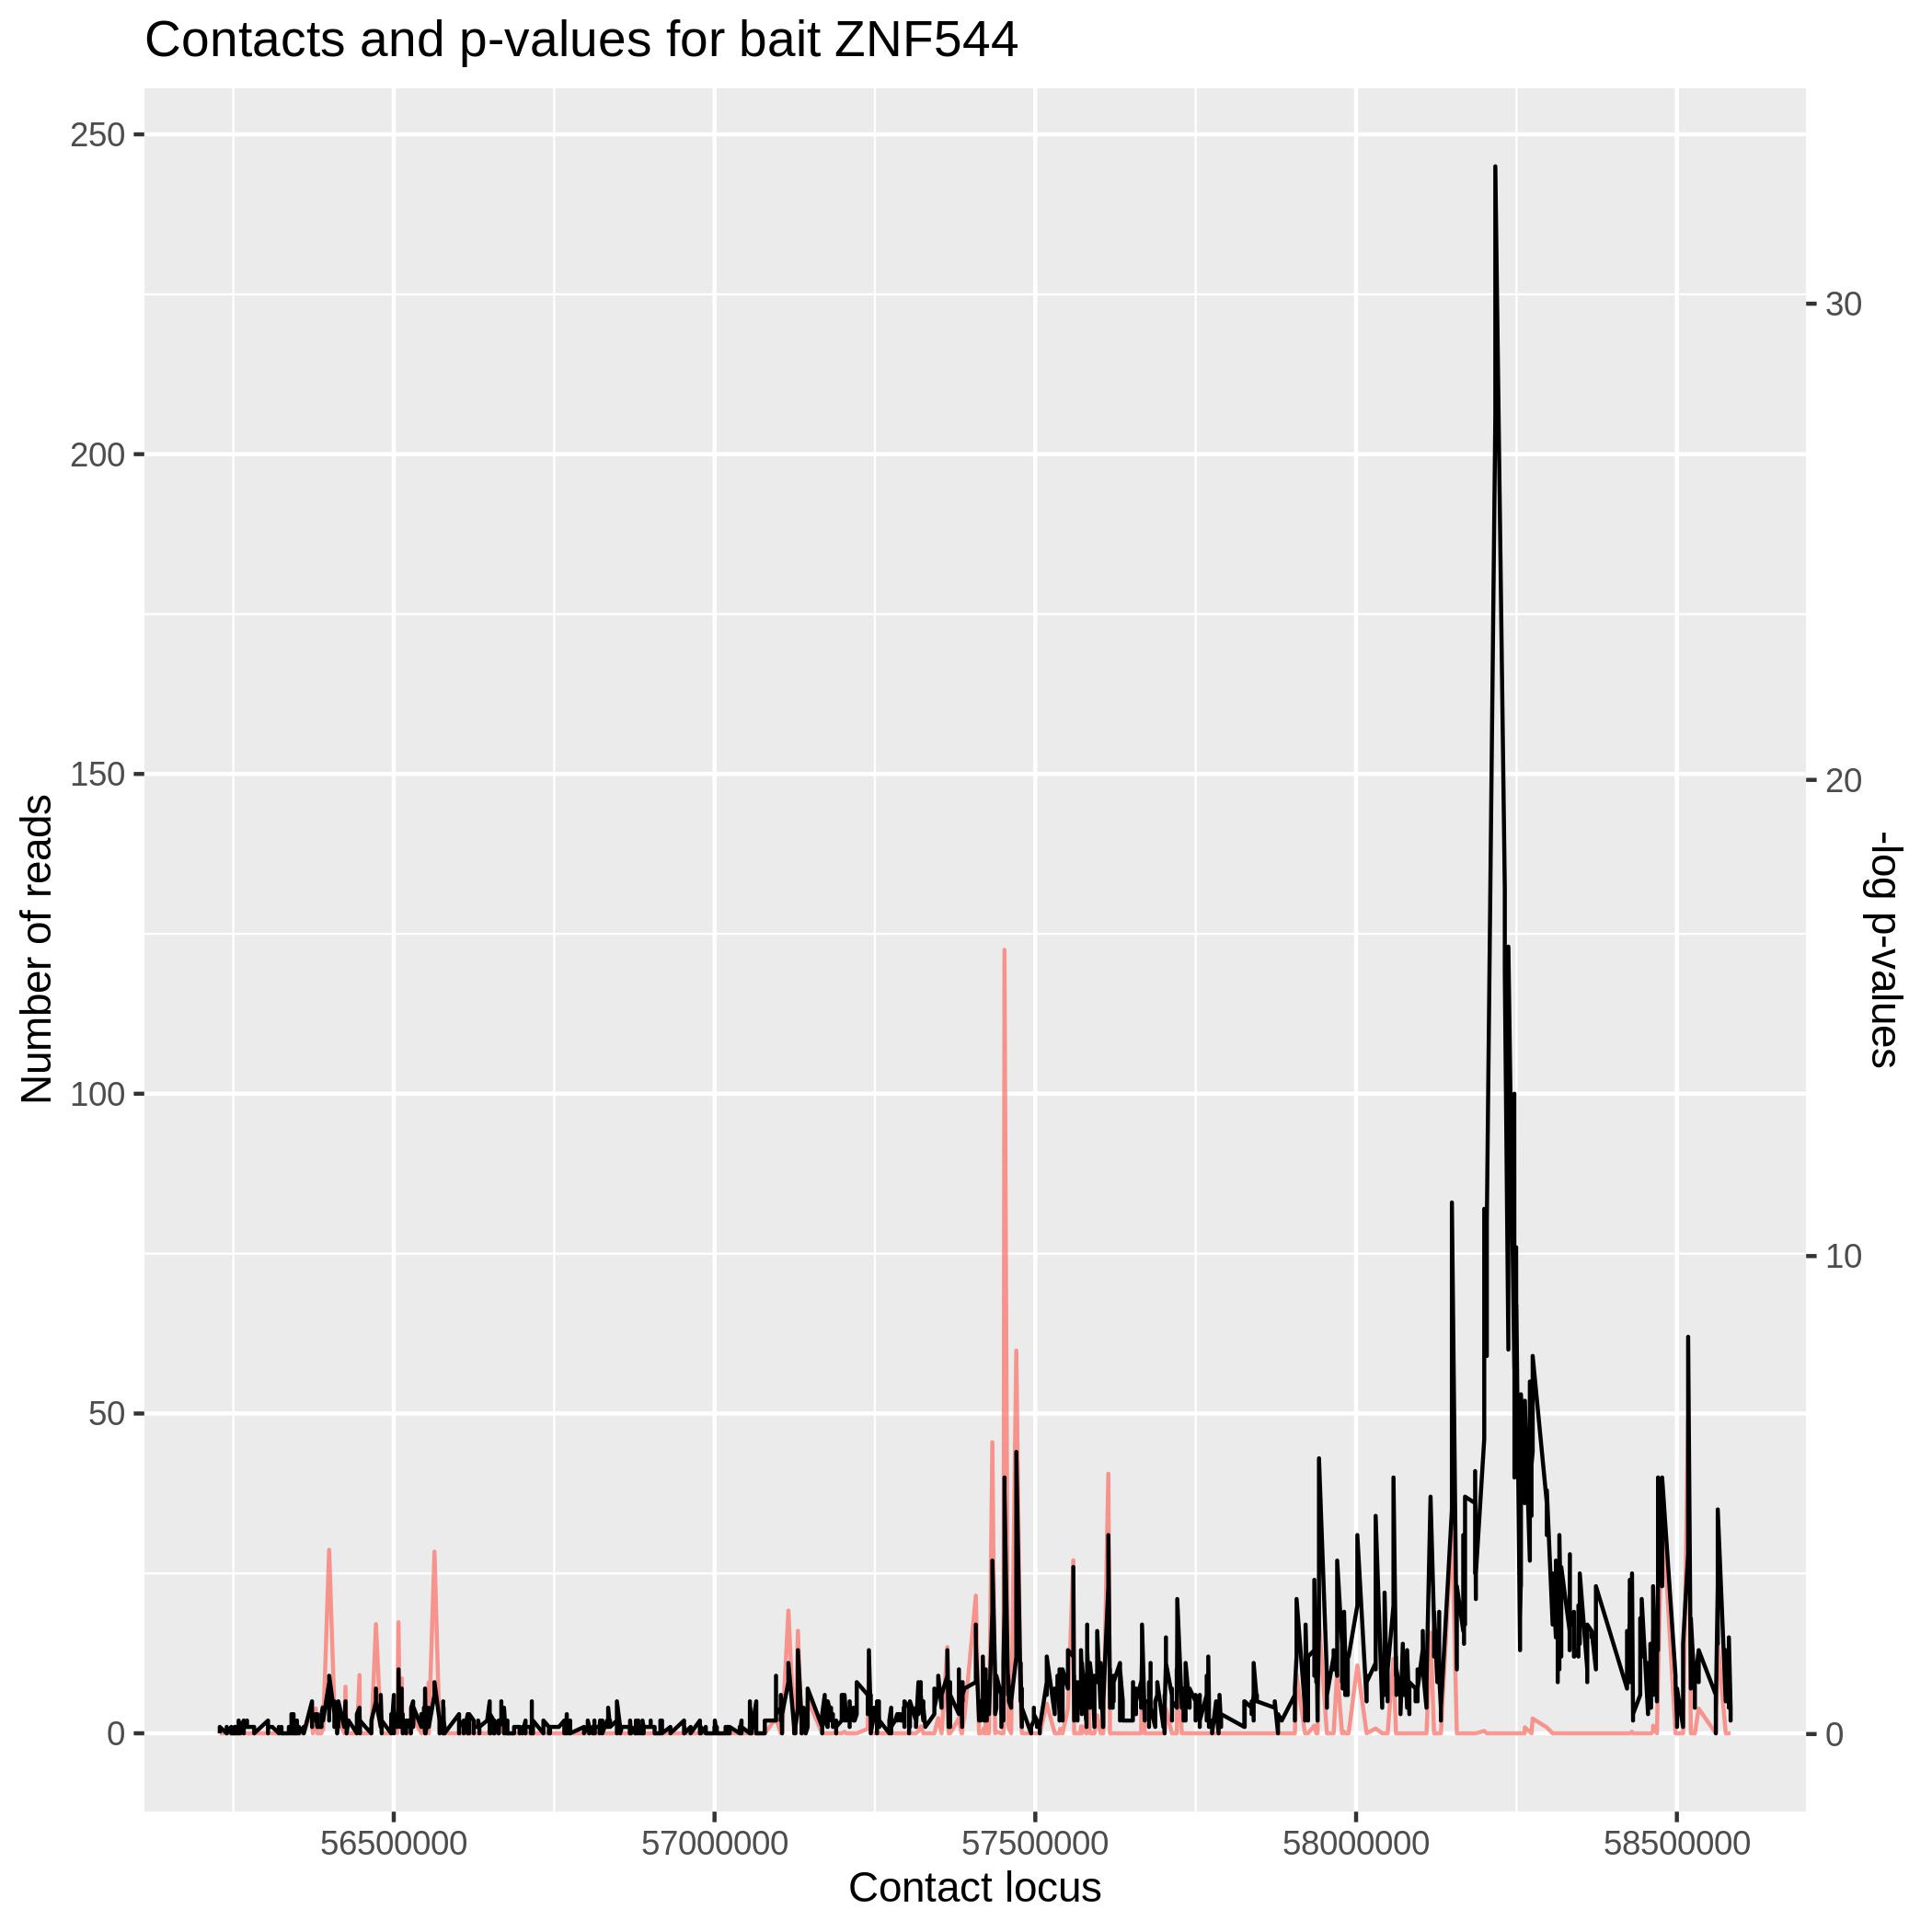 Contacts and p-values for bait ZNF544
250
200
150
100
50
0
Number of reads
30
20
10
0
-log p-values
56500000 57000000 57500000 58000000 58500000
Contact locus